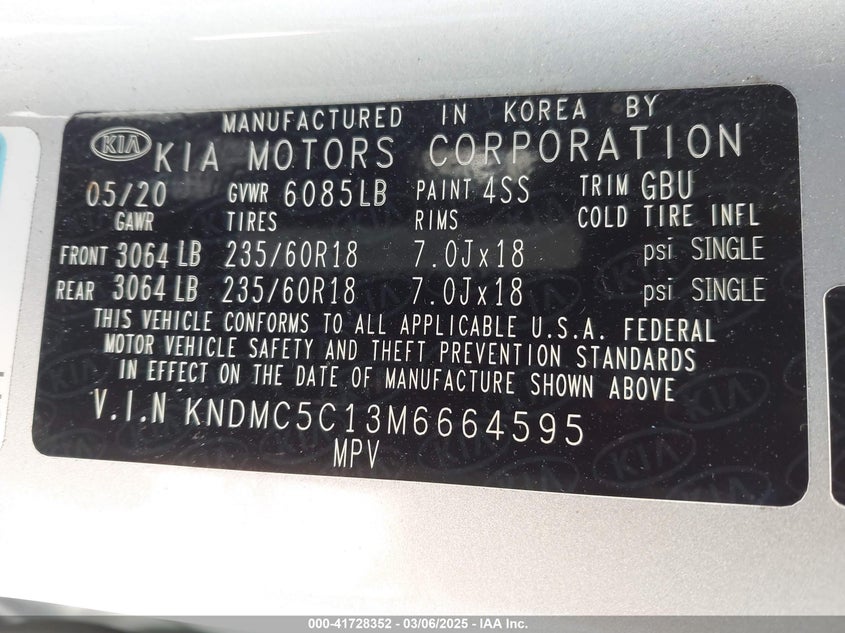 MANUFACTURED IN KOREA BY
KIA KIA MOTORS CORPORATION
05/20 GVWR 6085LB PAINT 4SS TRIM GBU
GAWR TIRES RIMS COLD TIRE INFL
FRONT 3064 LB 235/60R18 7.0Jx18 psi SINGLE
REAR 3064 LB 235/60R18 7.0Jx18 psi SINGLE
THIS VEHICLE CONFORMS TO ALL APPLICABLE U.S.A. FEDERAL
MOTOR VEHICLE SAFETY AND THEFT PREVENTION STANDARDS
IN EFFECT ON THE DATE OF MANUFACTURE SHOWN ABOVE
V.I.N KNDMC5C13M6664595
MPV
000-41728352 - 03/06/2025 - IAA Inc.